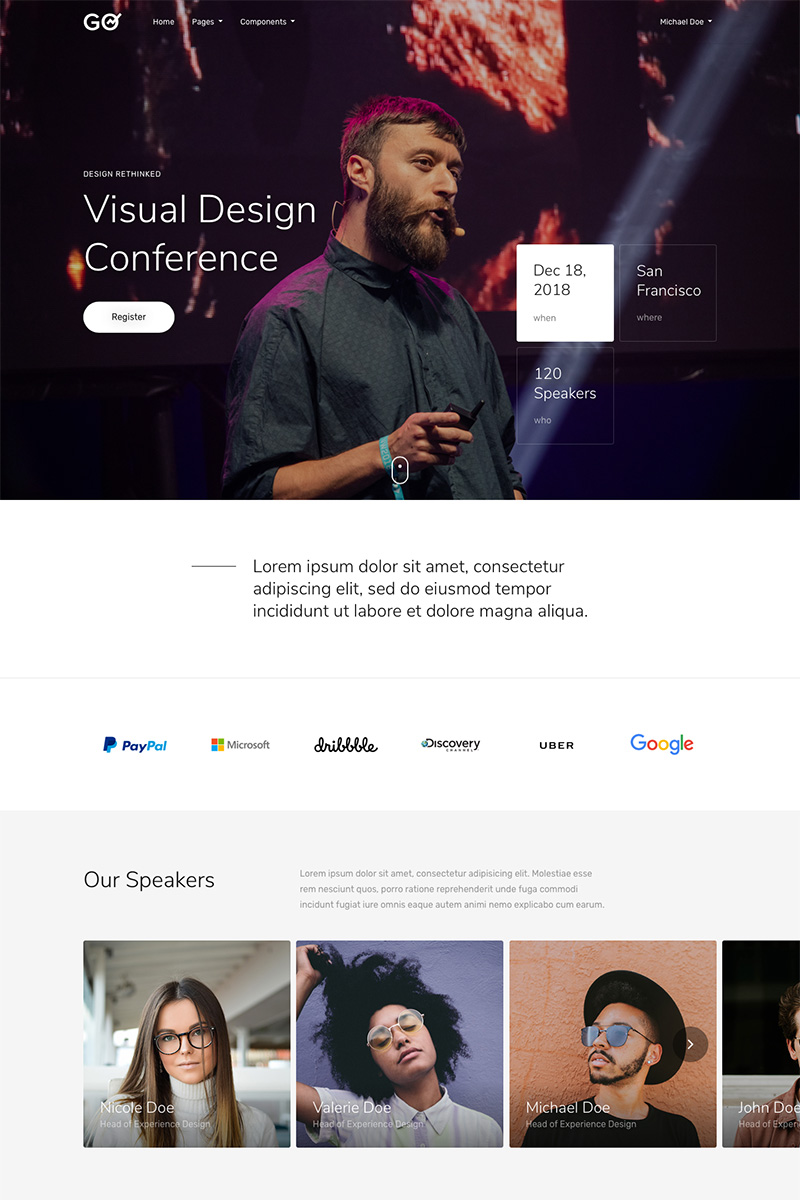 GO
Home Pages Components Michael Doe
DESIGN RETHINKED
Visual Design
Conference
Register
Dec 18,
2018
when
San
Francisco
where
120
Speakers
who
Lorem ipsum dolor sit amet, consectetur
adipiscing elit, sed do eiusmod tempor
incididunt ut labore et dolore magna aliqua.
PayPal Microsoft dribbble Discovery UBER Google
CHANNEL
Our Speakers
Lorem ipsum dolor sit amet, consectetur adipisicing elit. Molestiae esse
rem nesciunt quos, porro ratione reprehenderit unde fuga commodi
incidunt fugiat iure omnis eaque autem animi nemo explicabo cum earum.
Nicole Doe
Head of Experience Design
Valerie Doe
Head of Experience Design
Michael Doe
Head of Experience Design
John Doe
Head of Experien